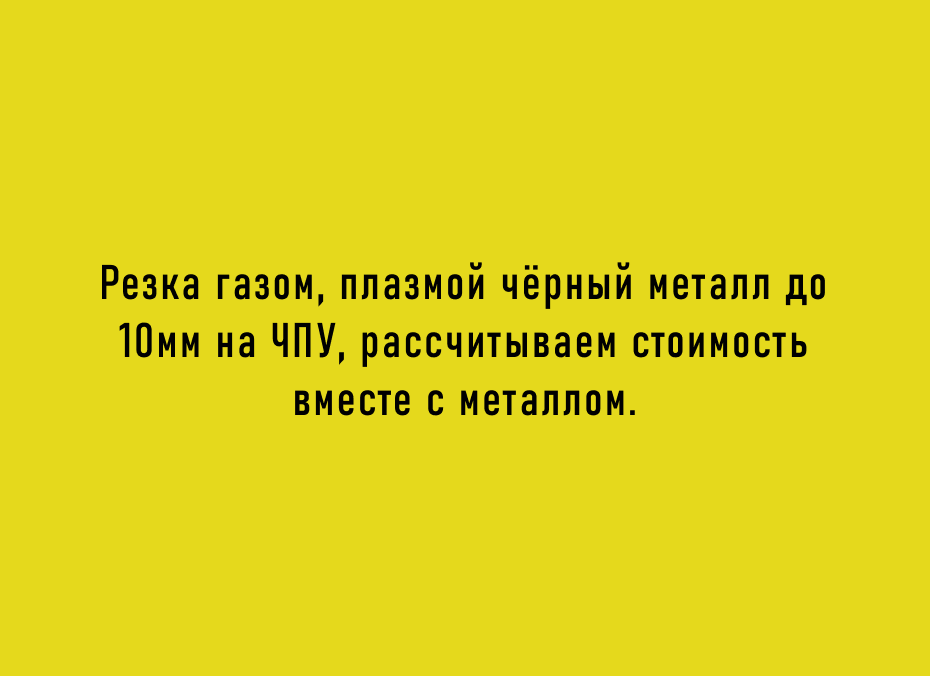 Резка газом, плазмой чёрный металл до
10мм на ЧПУ, рассчитываем стоимость
вместе с металлом.